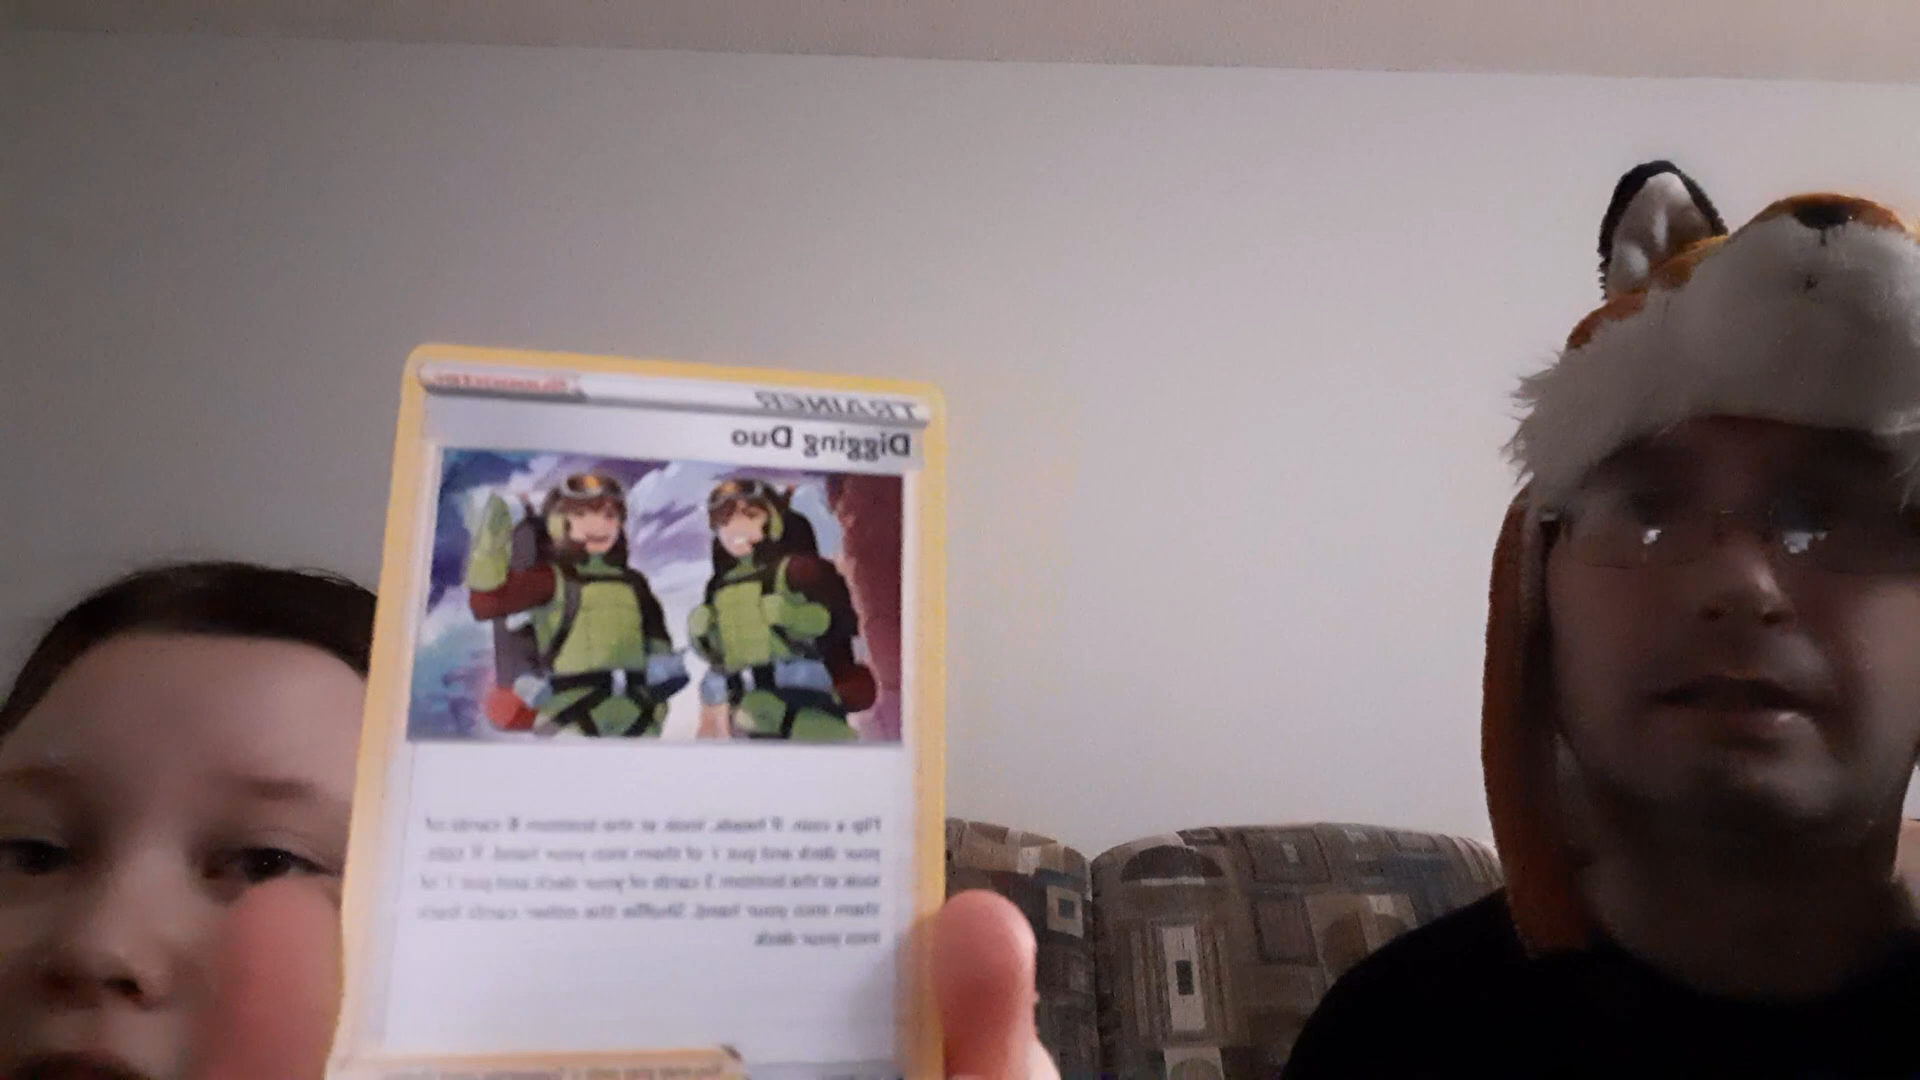 TRAINER Supporter
Digging Duo
Flip a coin. If heads, look at the bottom 8 cards of
your deck and put 1 of them into your hand. If tails,
look at the bottom 3 cards of your deck and put 1 of
them into your hand. Shuffle the other cards back
into your deck.